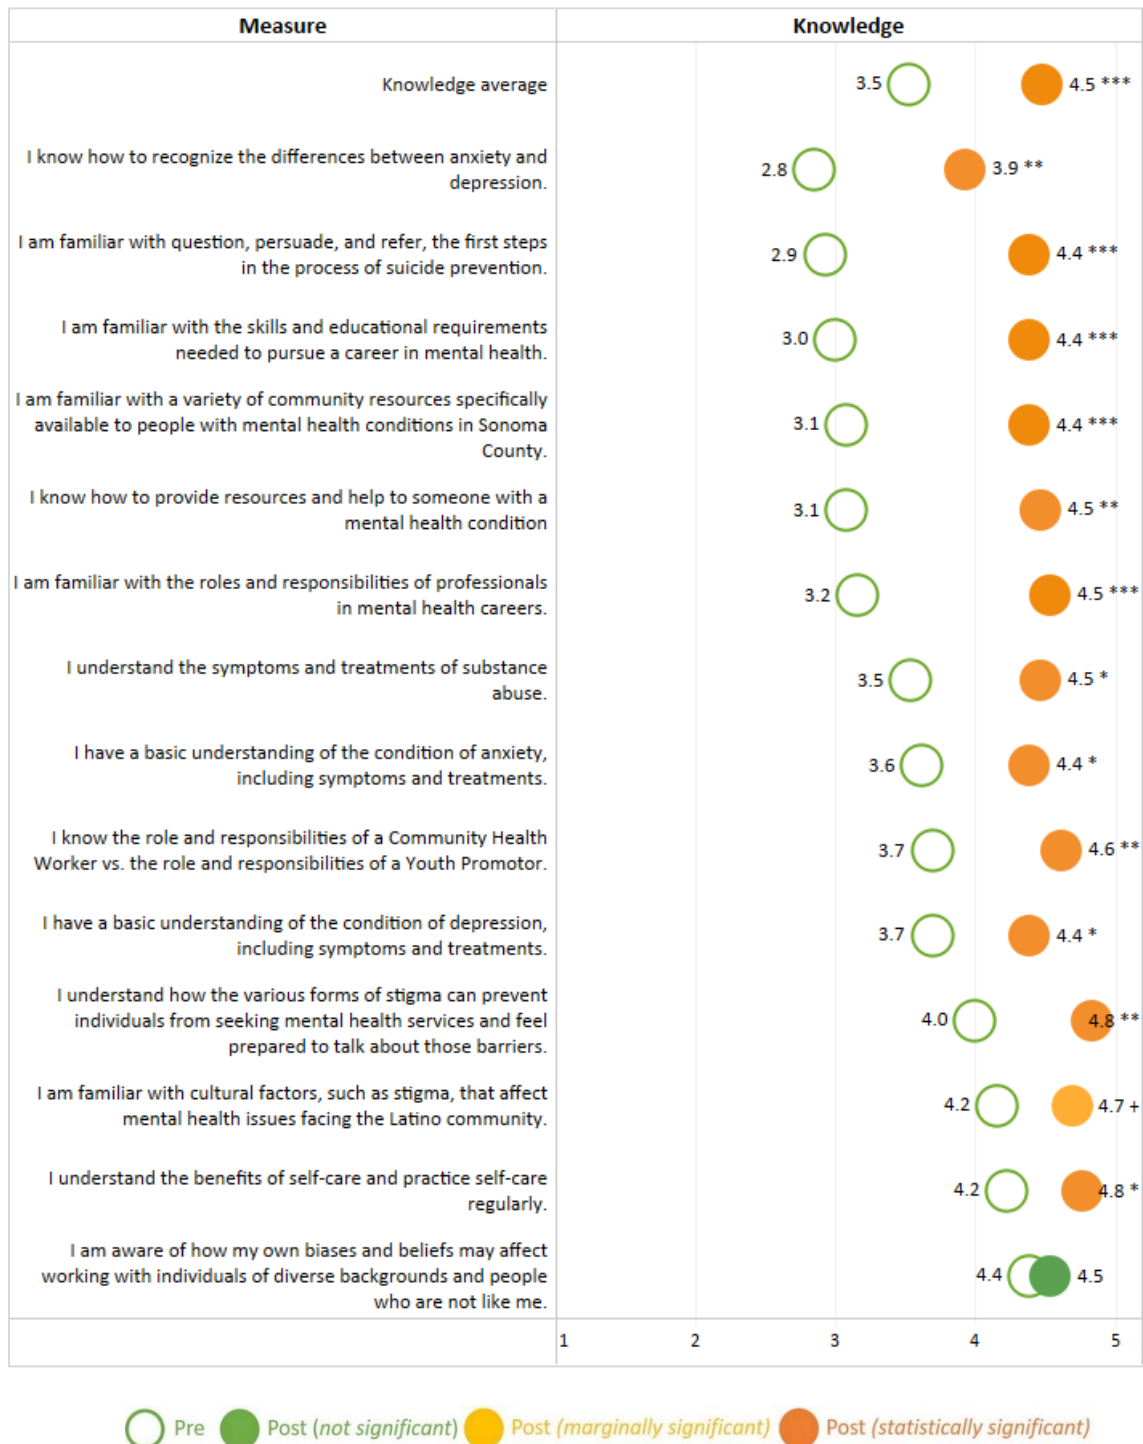 Measure
Knowledge
Knowledge average
3.5
4.5 ***
I know how to recognize the differences between anxiety and
depression.
2.8
3.9 **
I am familiar with question, persuade, and refer, the first steps
in the process of suicide prevention.
2.9
4.4 ***
I am familiar with the skills and educational requirements
needed to pursue a career in mental health.
3.0
4.4 ***
I am familiar with a variety of community resources specifically
available to people with mental health conditions in Sonoma
County.
3.1
4.4 ***
I know how to provide resources and help to someone with a
mental health condition
3.1
4.5 **
I am familiar with the roles and responsibilities of professionals
in mental health careers.
3.2
4.5 ***
I understand the symptoms and treatments of substance
abuse.
3.5
4.5 *
I have a basic understanding of the condition of anxiety,
including symptoms and treatments.
3.6
4.4 *
I know the role and responsibilities of a Community Health
Worker vs. the role and responsibilities of a Youth Promotor.
3.7
4.6 **
I have a basic understanding of the condition of depression,
including symptoms and treatments.
3.7
4.4 *
I understand how the various forms of stigma can prevent
individuals from seeking mental health services and feel
prepared to talk about those barriers.
4.0
4.8 **
I am familiar with cultural factors, such as stigma, that affect
mental health issues facing the Latino community.
4.2
4.7 +
I understand the benefits of self-care and practice self-care
regularly.
4.2
4.8 *
I am aware of how my own biases and beliefs may affect
working with individuals of diverse backgrounds and people
who are not like me.
4.4
4.5
1 2 3 4 5
Pre Post (not significant) Post (marginally significant) Post (statistically significant)